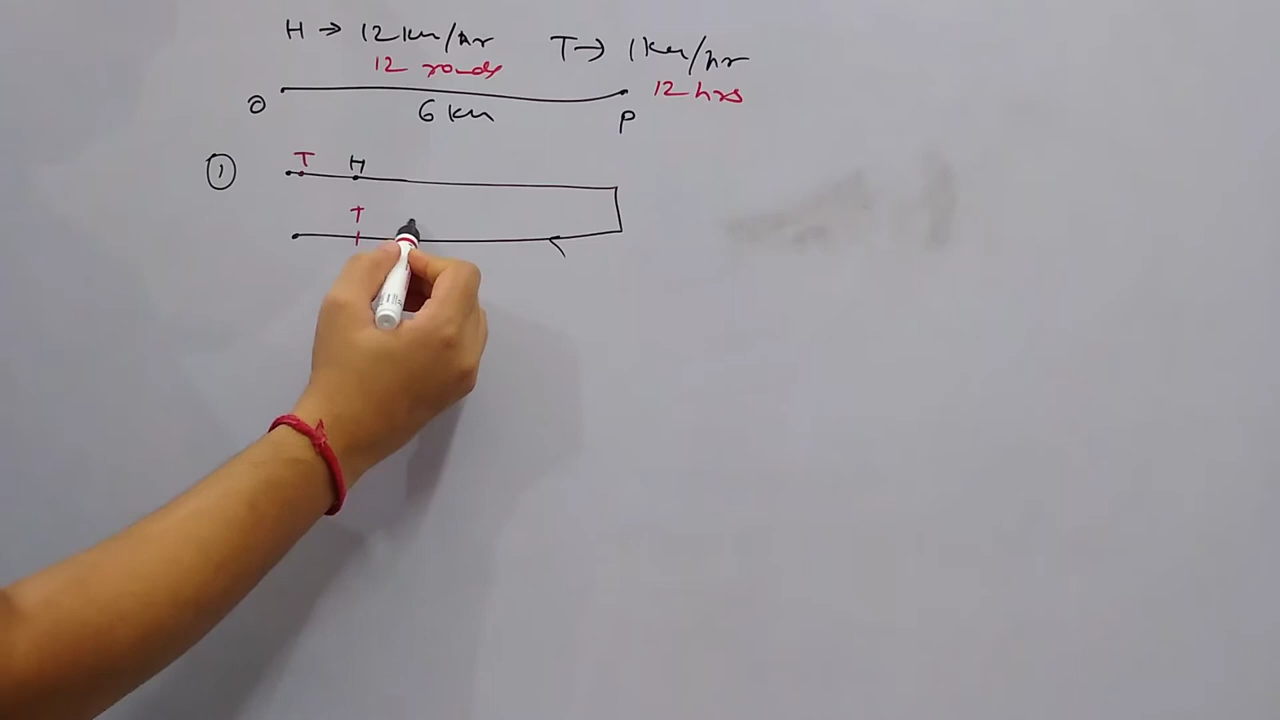 H → 12 km/hr T → 1 km/hr
12 rounds 12 hrs
O 6 km P
① T H
T